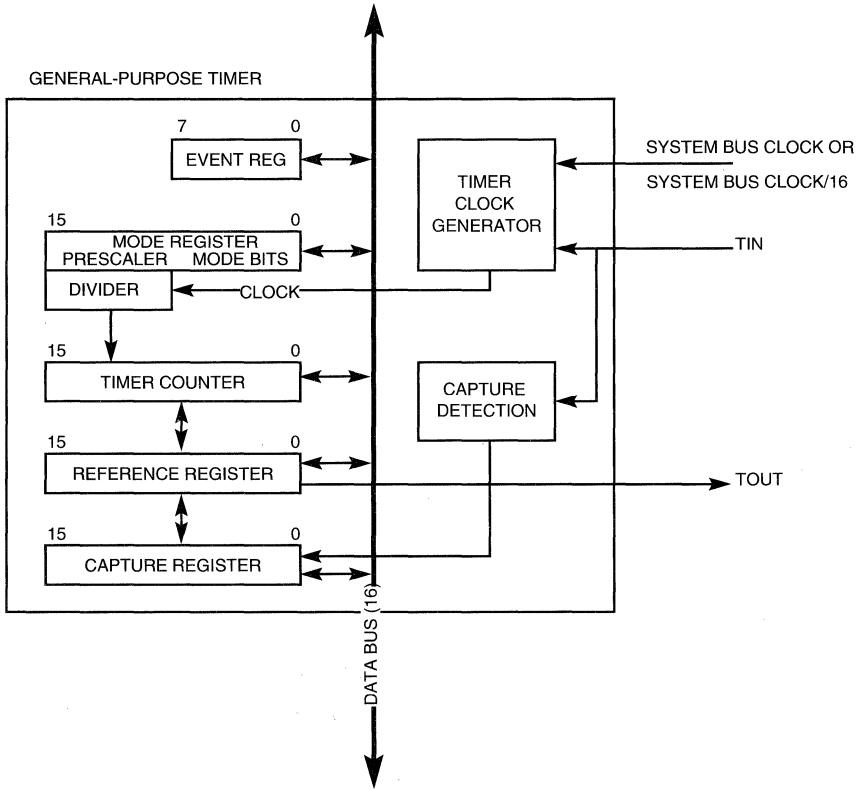 GENERAL-PURPOSE TIMER
7 0
EVENT REG
SYSTEM BUS CLOCK OR
SYSTEM BUS CLOCK/16
TIMER
CLOCK
GENERATOR
15 0
MODE REGISTER
PRESCALER MODE BITS
TIN
DIVIDER
CLOCK
15 0
TIMER COUNTER
CAPTURE
DETECTION
15 0
REFERENCE REGISTER
TOUT
15 0
CAPTURE REGISTER
DATA BUS (16)